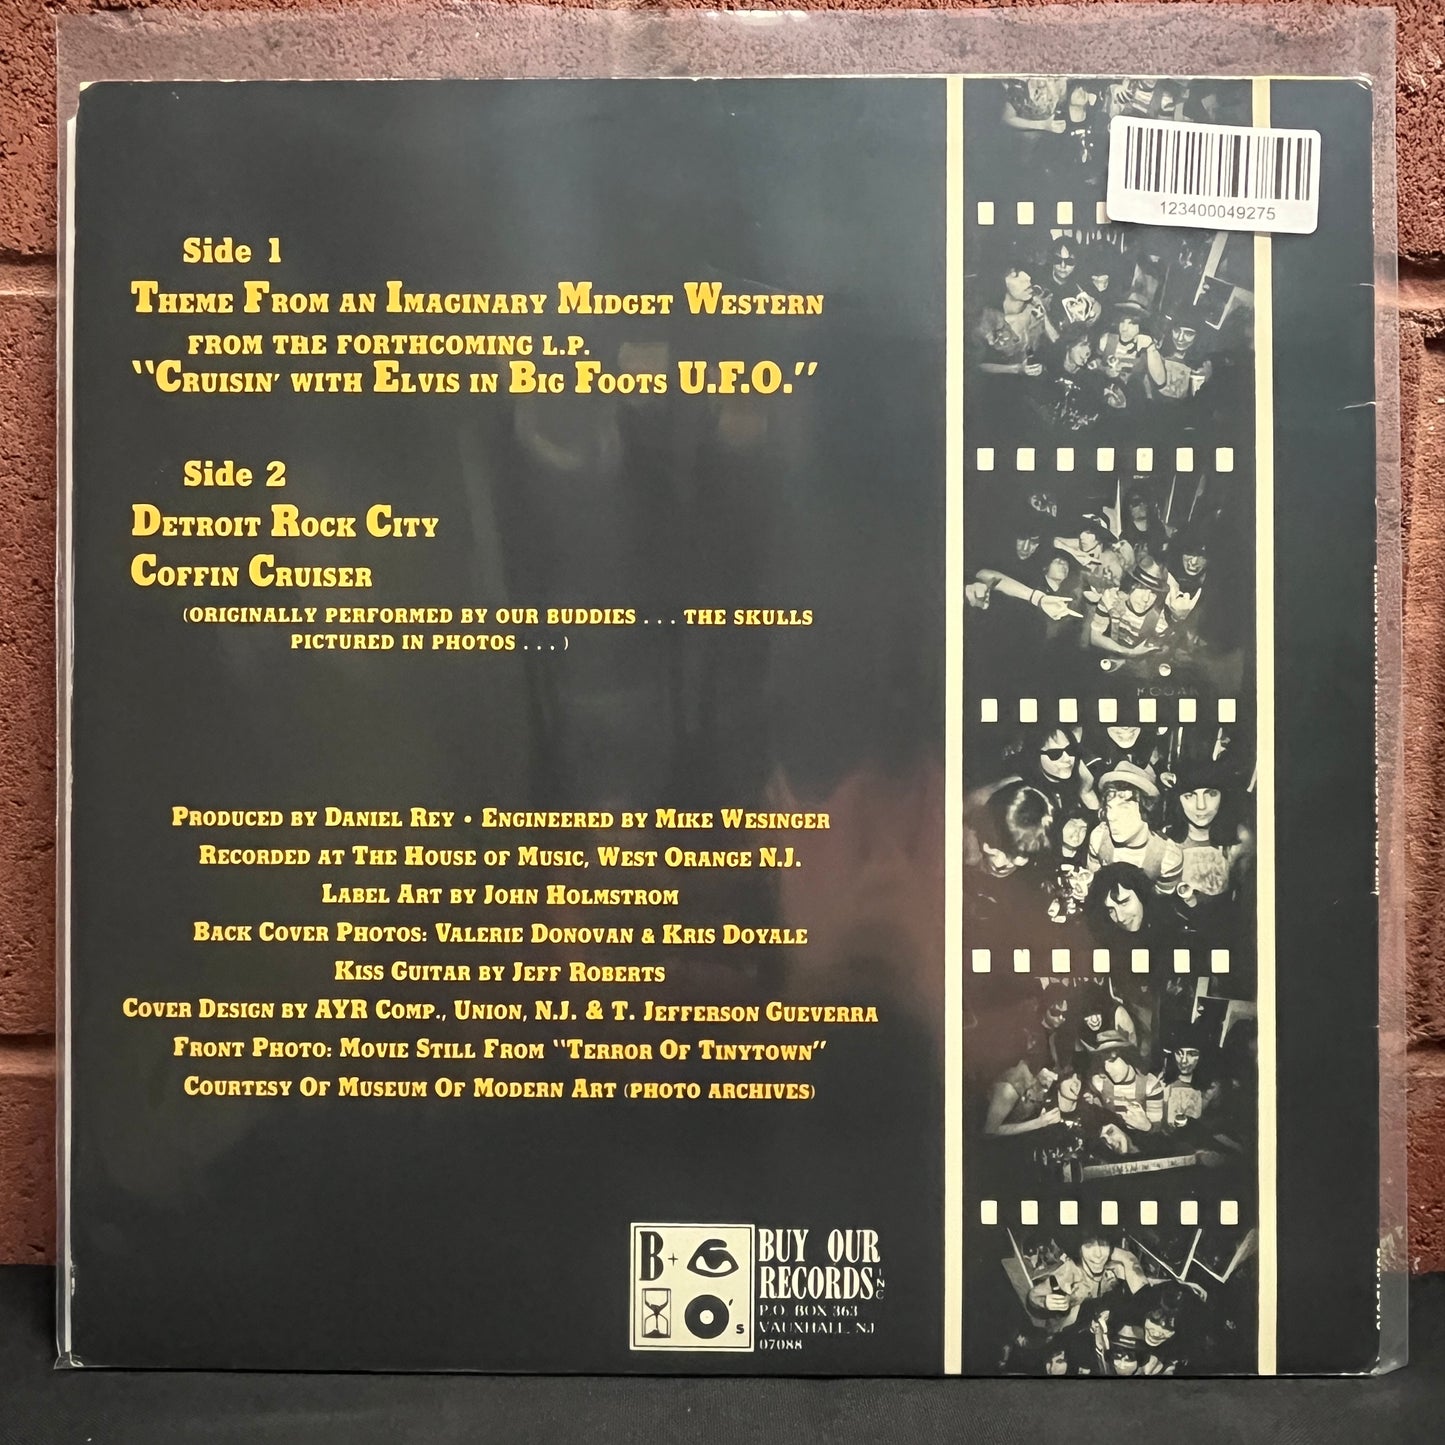 123400049275
Side 1
THEME FROM AN IMAGINARY MIDGET WESTERN
FROM THE FORTHCOMING L.P.
"CRUISIN' WITH ELVIS IN BIG FOOTS U.F.O."
Side 2
DETROIT ROCK CITY
COFFIN CRUISER
(ORIGINALLY PERFORMED BY OUR BUDDIES . . . THE SKULLS
PICTURED IN PHOTOS . . . )
PRODUCED BY DANIEL REY • ENGINEERED BY MIKE WESINGER
RECORDED AT THE HOUSE OF MUSIC, WEST ORANGE N.J.
LABEL ART BY JOHN HOLMSTROM
BACK COVER PHOTOS: VALERIE DONOVAN & KRIS DOYALE
KISS GUITAR BY JEFF ROBERTS
COVER DESIGN BY AYR COMP., UNION, N.J. & T. JEFFERSON GUEVERRA
FRONT PHOTO: MOVIE STILL FROM "TERROR OF TINYTOWN"
COURTESY OF MUSEUM OF MODERN ART (PHOTO ARCHIVES)
B + O's
BUY OUR
RECORDS INC
P.O. BOX 363
VAUXHALL, NJ
07088